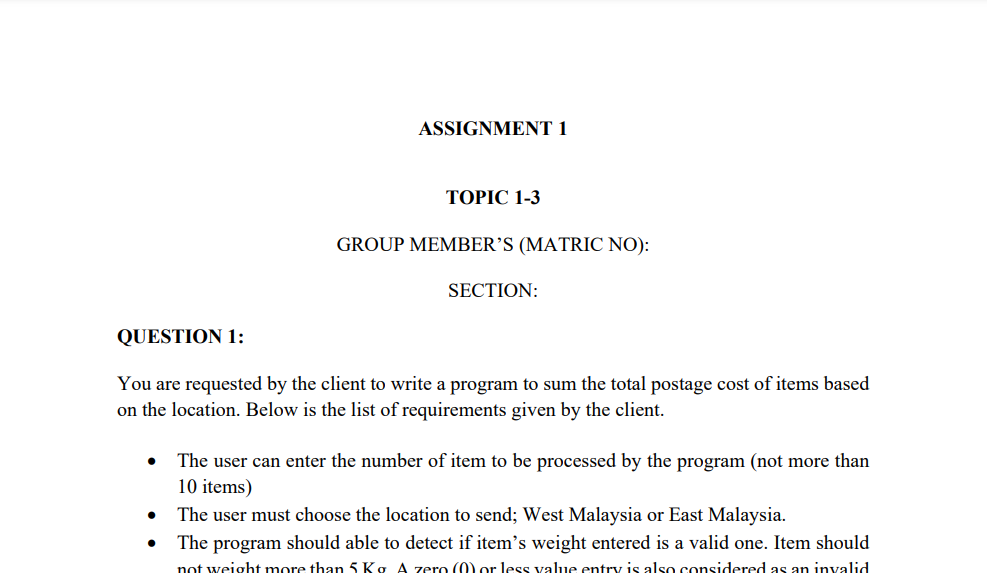 ASSIGNMENT 1
TOPIC 1-3
GROUP MEMBER’S (MATRIC NO):
SECTION:
QUESTION 1:
You are requested by the client to write a program to sum the total postage cost of items based
on the location. Below is the list of requirements given by the client.
• The user can enter the number of item to be processed by the program (not more than
10 items)
• The user must choose the location to send; West Malaysia or East Malaysia.
• The program should able to detect if item’s weight entered is a valid one. Item should
not weight more than 5 Kg. A zero (0) or less value entry is also considered as an invalid